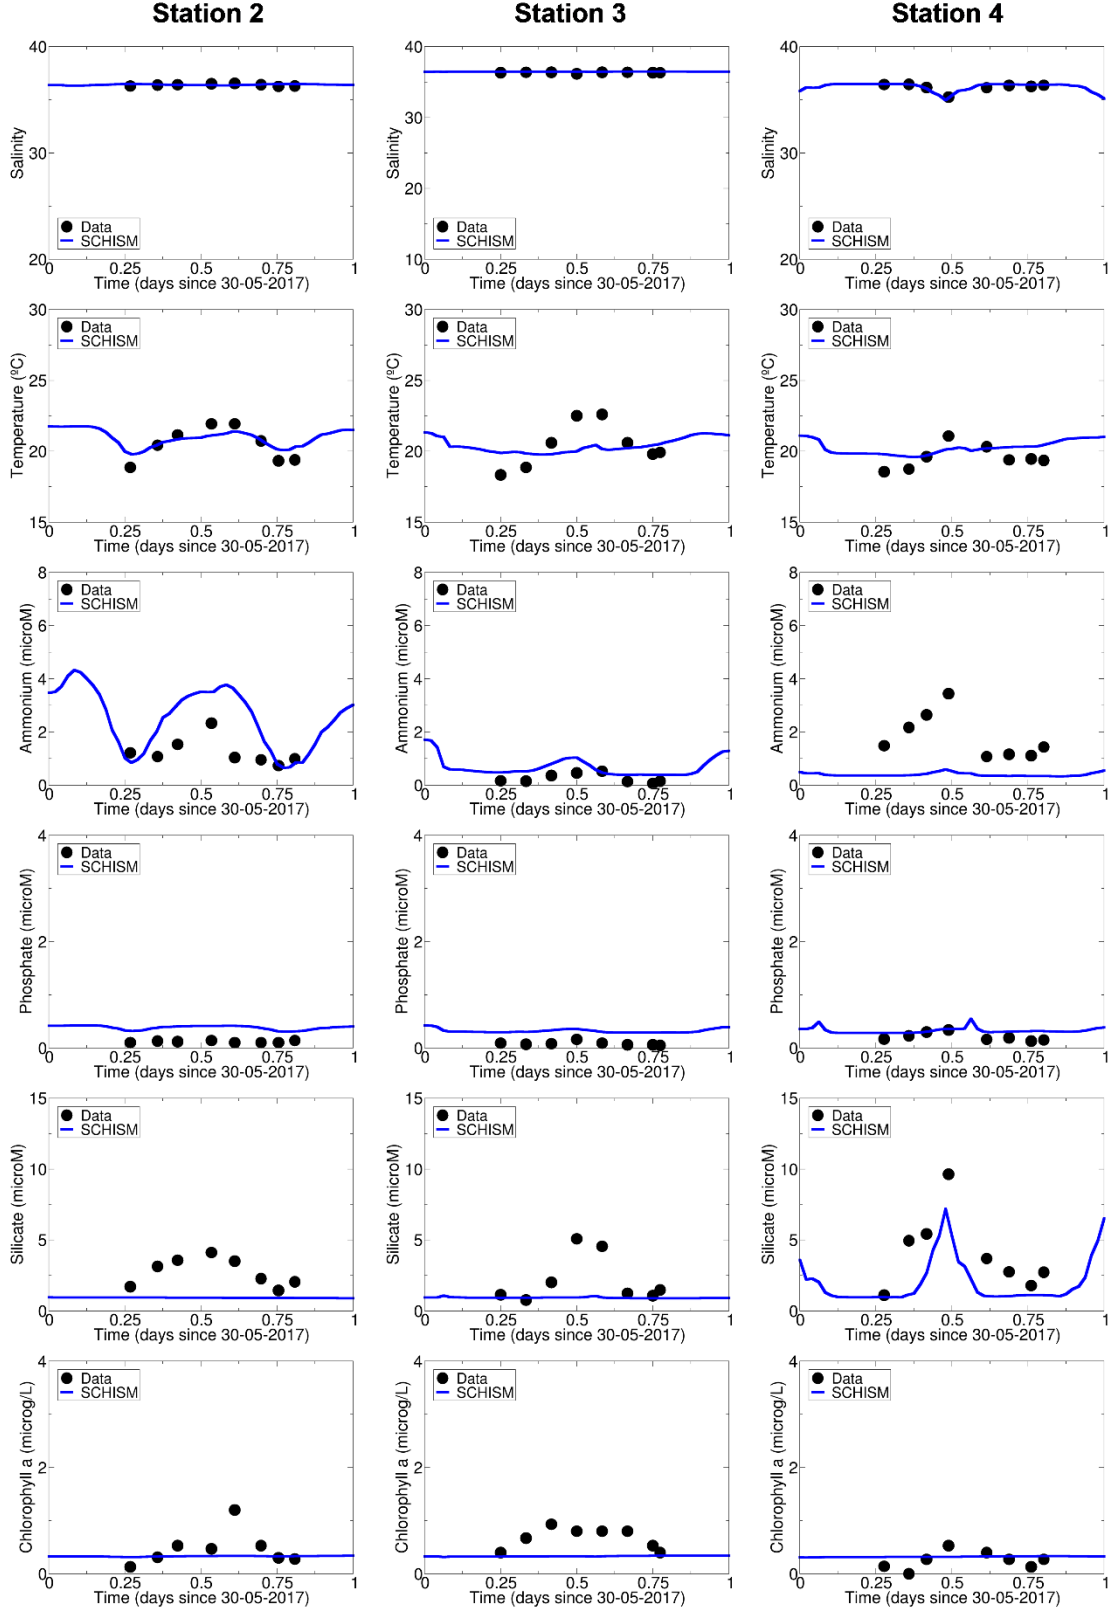 Station 2 Station 3 Station 4
40 40 40
30 30 30
20
20 10 20
Salinity Salinity Salinity
Data Data Data
SCHISM SCHISM SCHISM
0 0.25 0.5 0.75 1 0 0.25 0.5 0.75 1 0 0.25 0.5 0.75 1
Time (days since 30-05-2017) Time (days since 30-05-2017) Time (days since 30-05-2017)
30 30 30
Data Data Data
SCHISM SCHISM SCHISM
25 25 25
20 20 20
15 15 15
Temperature (ºC) Temperature (ºC) Temperature (ºC)
0 0.25 0.5 0.75 1 0 0.25 0.5 0.75 1 0 0.25 0.5 0.75 1
Time (days since 30-05-2017) Time (days since 30-05-2017) Time (days since 30-05-2017)
8 8 8
Data Data Data
SCHISM SCHISM SCHISM
6 6 6
4 4 4
2 2 2
0 0 0
Ammonium (microM) Ammonium (microM) Ammonium (microM)
0 0.25 0.5 0.75 1 0 0.25 0.5 0.75 1 0 0.25 0.5 0.75 1
Time (days since 30-05-2017) Time (days since 30-05-2017) Time (days since 30-05-2017)
4 4 4
Data Data Data
SCHISM SCHISM SCHISM
2 2 2
0 0 0
Phosphate (microM) Phosphate (microM) Phosphate (microM)
0 0.25 0.5 0.75 1 0 0.25 0.5 0.75 1 0 0.25 0.5 0.75 1
Time (days since 30-05-2017) Time (days since 30-05-2017) Time (days since 30-05-2017)
15 15 15
Data Data Data
SCHISM SCHISM SCHISM
10 10 10
5 5 5
0 0 0
Silicate (microM) Silicate (microM) Silicate (microM)
0 0.25 0.5 0.75 1 0 0.25 0.5 0.75 1 0 0.25 0.5 0.75 1
Time (days since 30-05-2017) Time (days since 30-05-2017) Time (days since 30-05-2017)
4 4 4
Data Data Data
SCHISM SCHISM SCHISM
2 2 2
0 0 0
Chlorophyll a (microg/L) Chlorophyll a (microg/L) Chlorophyll a (microg/L)
0 0.25 0.5 0.75 1 0 0.25 0.5 0.75 1 0 0.25 0.5 0.75 1
Time (days since 30-05-2017) Time (days since 30-05-2017) Time (days since 30-05-2017)